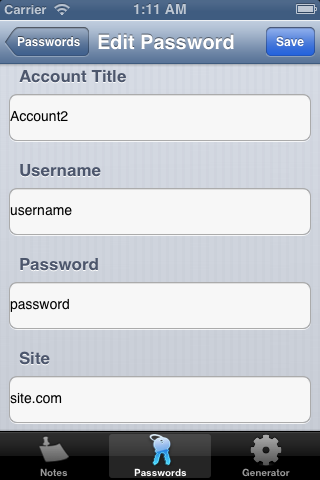 Carrier 1:11 AM
Passwords Edit Password Save
Account Title
Account2
Username
username
Password
password
Site
site.com
Notes Passwords Generator